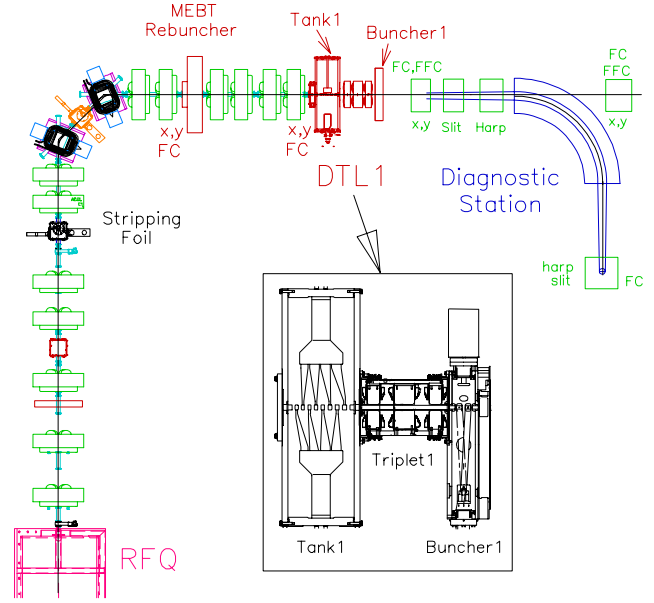 MEBT
Rebuncher
Tank1
Buncher1
FC,FFC
FC
FFC
x,y
FC
x,y
FC
x,y
Slit
Harp
x,y
DTL1
Diagnostic
Station
Stripping
Foil
harp
slit
FC
Triplet1
Tank1
Buncher1
RFQ